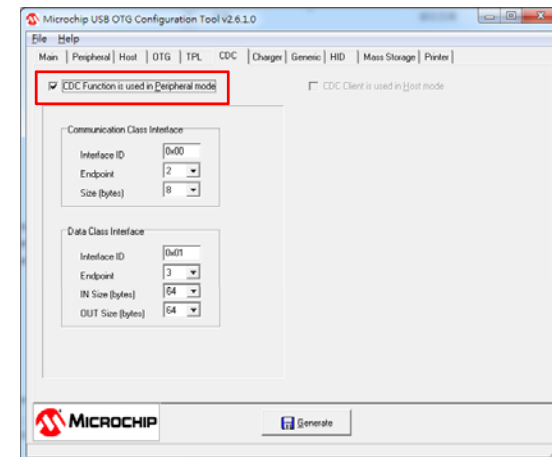 Microchip USB OTG Configuration Tool v2.6.1.0
File Help
Main Peripheral Host OTG TPL CDC Charger Generic HID Mass Storage Printer
CDC Function is used in Peripheral mode
CDC Client is used in Host mode
Communication Class Interface
Interface ID 0x00
Endpoint 2
Size (bytes) 8
Data Class Interface
Interface ID 0x01
Endpoint 3
IN Size (bytes) 64
OUT Size (bytes) 64
MICROCHIP
Generate